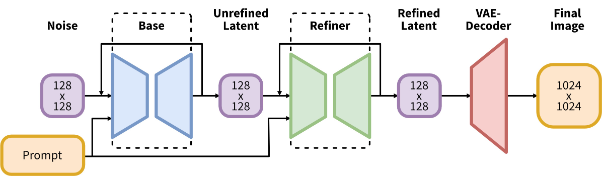 Noise
Base
Unrefined
Latent
Refiner
Refined
Latent
VAE-
Decoder
Final
Image
128
x
128
128
x
128
128
x
128
1024
x
1024
Prompt